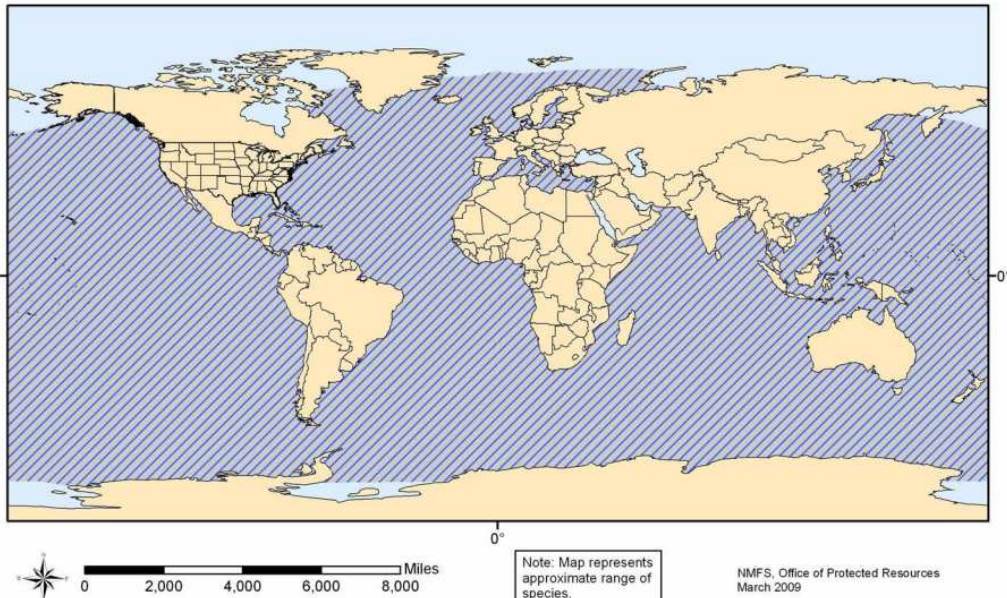 0°
0°
0 2,000 4,000 6,000 8,000 Miles
Note: Map represents
approximate range of
species.
NMFS, Office of Protected Resources
March 2009